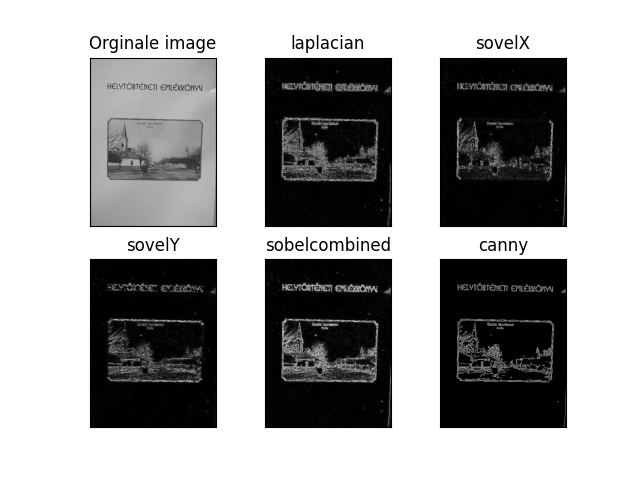 Orginale image
laplacian
sovelX
HELYTÖRTÉNETI EMLÉKKÖNYV
HELYTÖRTÉNETI EMLÉKKÖNYV
HELYTÖRTÉNETI EMLÉKKÖNYV
sovelY
sobelcombined
canny
HELYTÖRTÉNETI EMLÉKKÖNYV
HELYTÖRTÉNETI EMLÉKKÖNYV
HELYTÖRTÉNETI EMLÉKKÖNYV